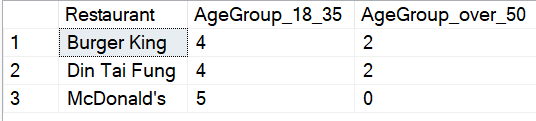 Restaurant AgeGroup_18_35 AgeGroup_over_50
1 Burger King 4 2
2 Din Tai Fung 4 2
3 McDonald's 5 0